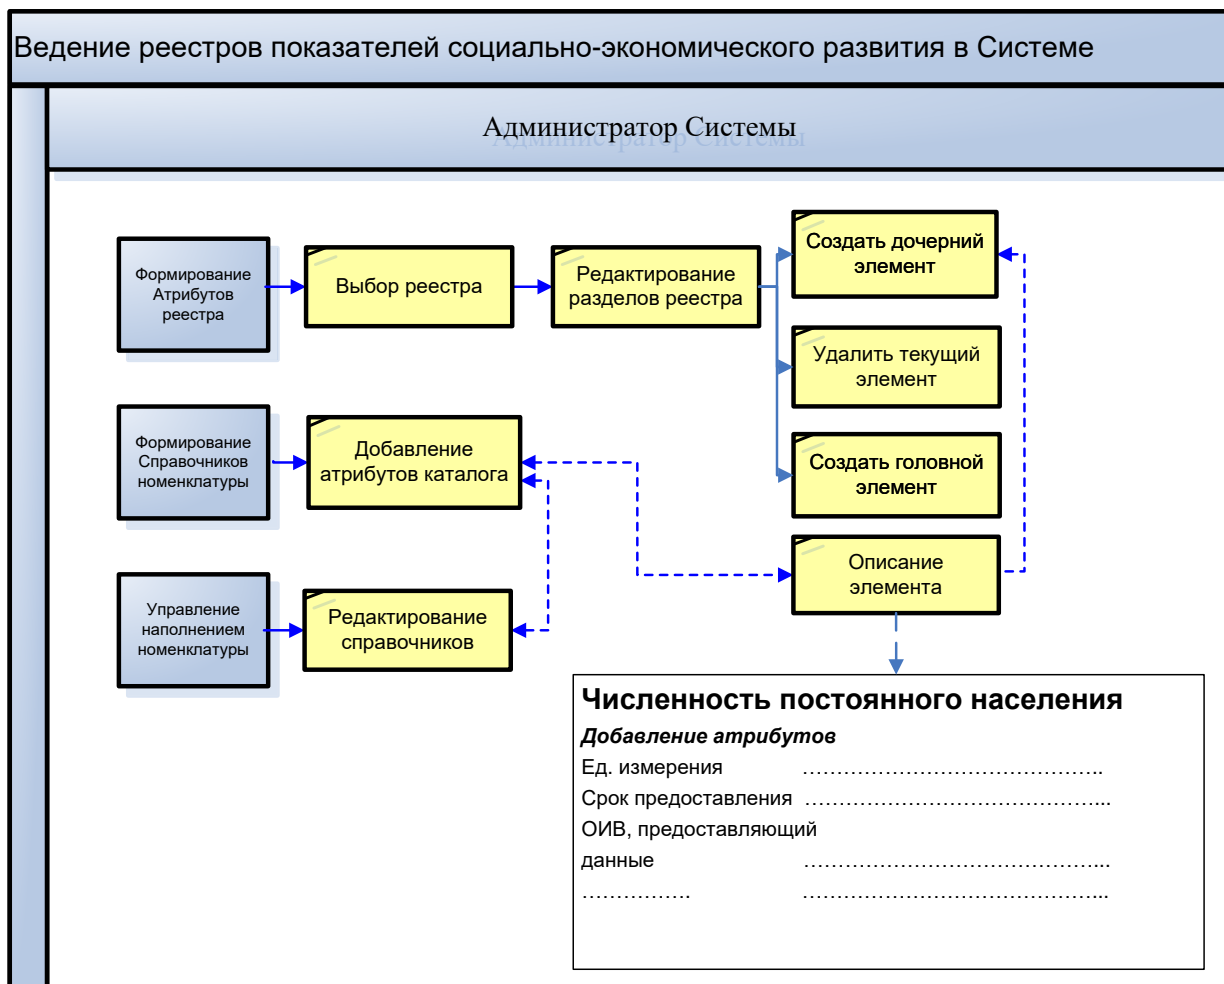 Ведение реестров показателей социально-экономического развития в Системе
Администратор Системы
Формирование
Атрибутов
реестра
Выбор реестра
Редактирование
разделов реестра
Создать дочерний
элемент
Удалить текущий
элемент
Создать головной
элемент
Формирование
Справочников
номенклатуры
Добавление
атрибутов каталога
Описание
элемента
Управление
наполнением
номенклатуры
Редактирование
справочников
Численность постоянного населения
Добавление атрибутов
Ед. измерения ……………………………………..
Срок предоставления ……………………………………...
ОИВ, предоставляющий
данные ……………………………………...
……………. ……………………………………...